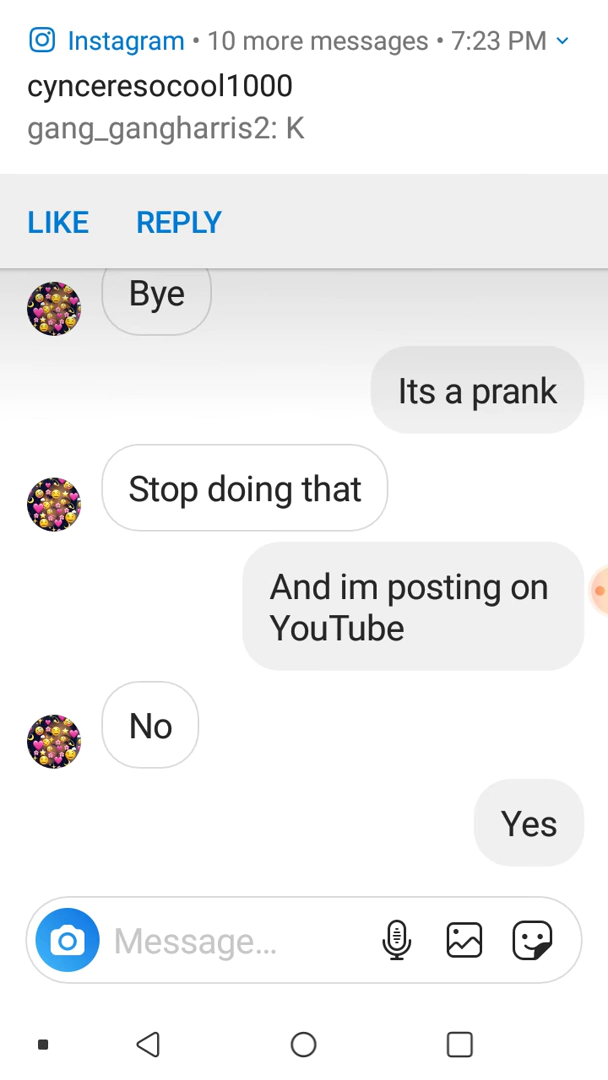 Instagram • 10 more messages • 7:23 PM
cynceresocool1000
gang_gangharris2: K
LIKE REPLY
Bye
Its a prank
Stop doing that
And im posting on
YouTube
No
Yes
Message...